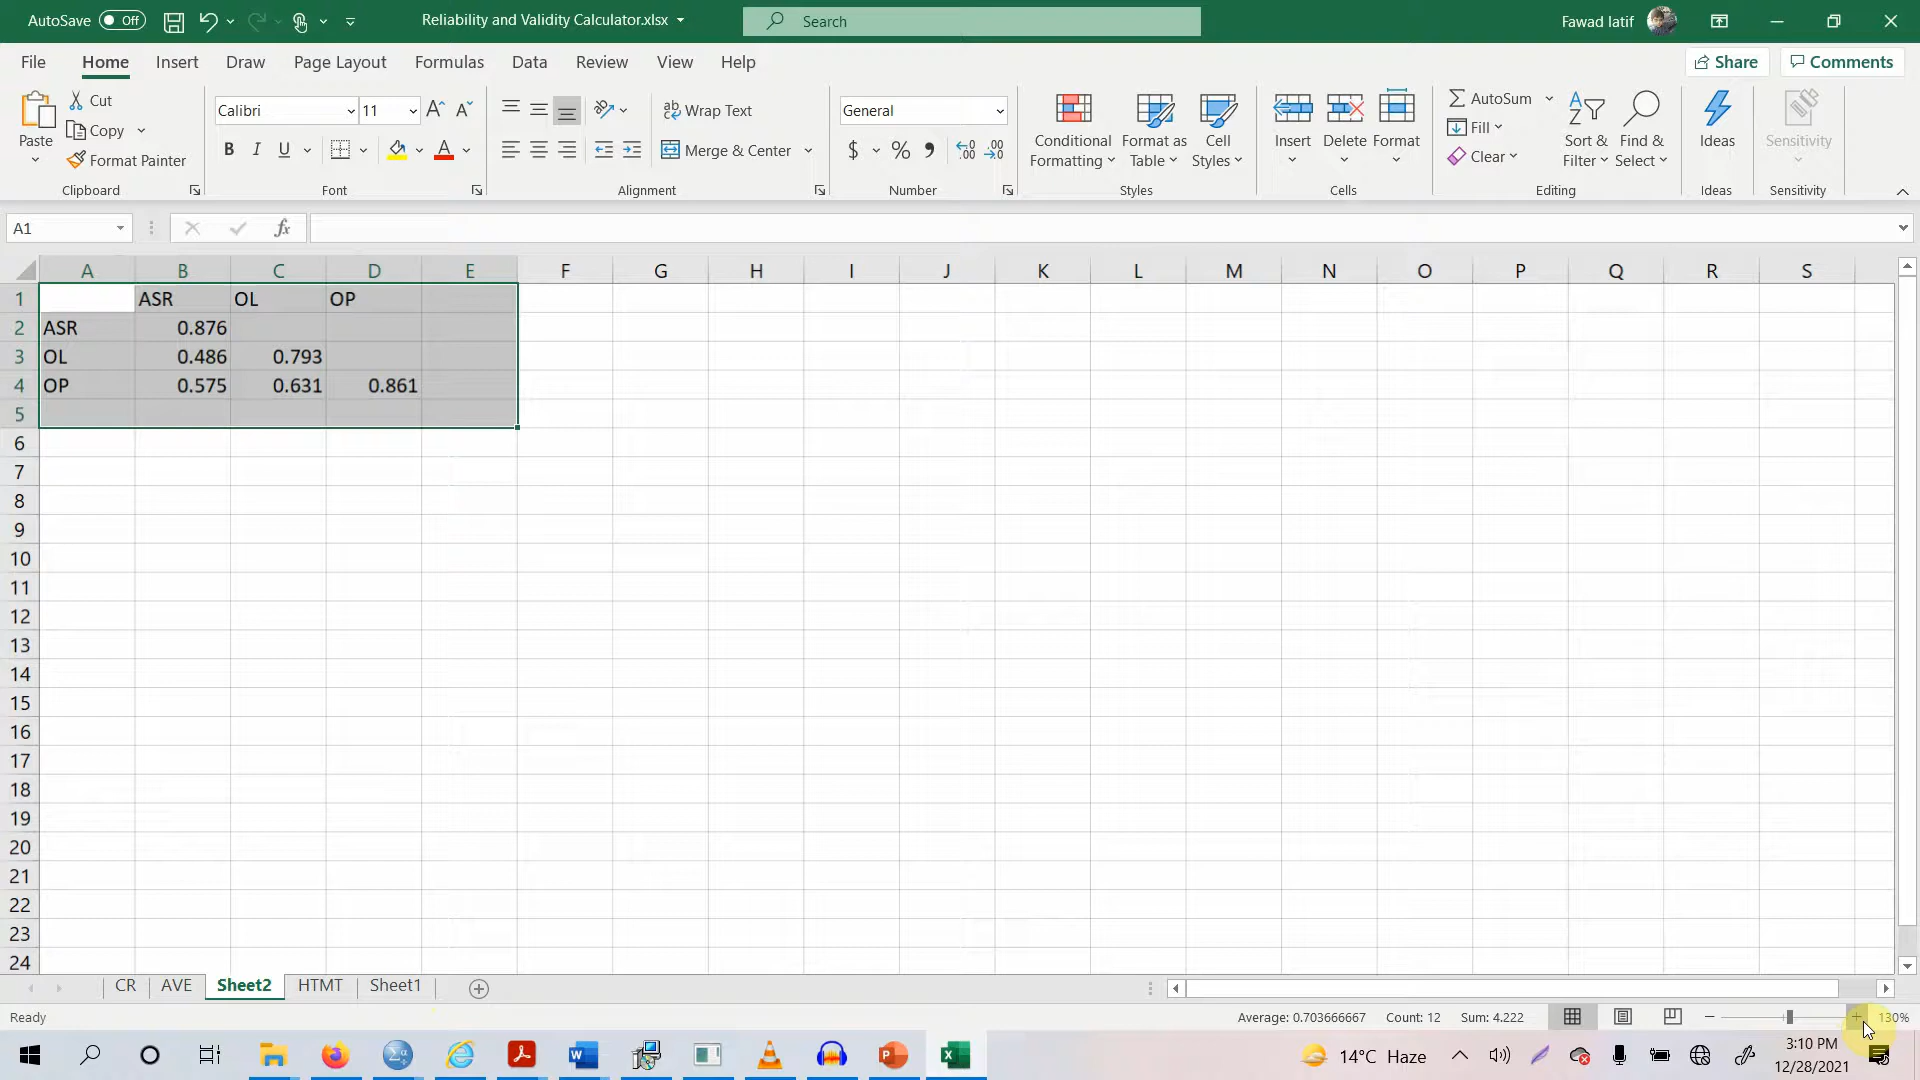 AutoSave Off Reliability and Validity Calculator.xlsx Search Fawad latif
File Home Insert Draw Page Layout Formulas Data Review View Help Share Comments
Paste Cut Copy Format Painter Clipboard
Calibri 11 B I U A Font
ab Wrap Text Merge & Center Alignment
General $ % Number
Conditional Formatting Format as Table Cell Styles Styles
Insert Delete Format Cells
AutoSum Fill Clear Sort & Filter Find & Select Editing
Ideas Ideas
Sensitivity Sensitivity
A1 fx
A B C D E F G H I J K L M N O P Q R S
1 ASR OL OP
2 ASR 0.876
3 OL 0.486 0.793
4 OP 0.575 0.631 0.861
5
6
7
8
9
10
11
12
13
14
15
16
17
18
19
20
21
22
23
24
CR AVE Sheet2 HTMT Sheet1
Ready Average: 0.703666667 Count: 12 Sum: 4.222 130%
14°C Haze 3:10 PM
12/28/2021